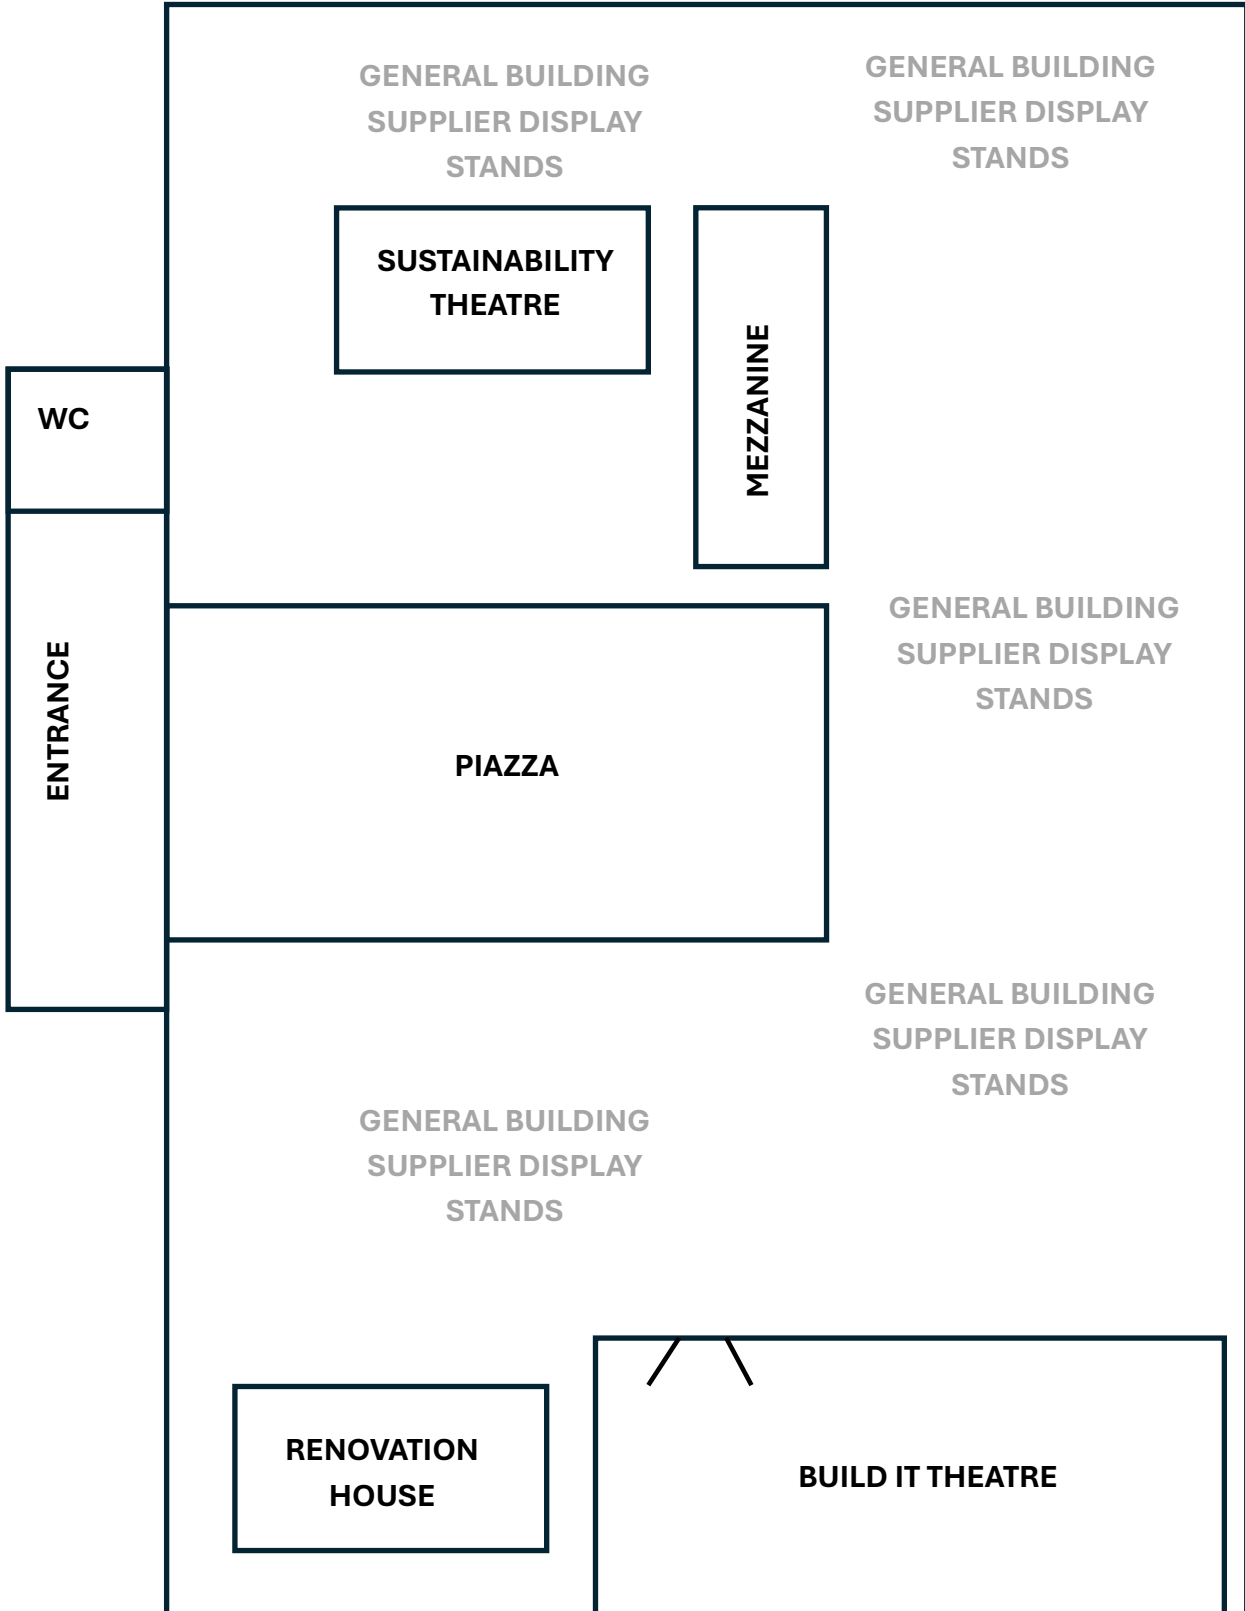 GENERAL BUILDING
SUPPLIER DISPLAY
STANDS
GENERAL BUILDING
SUPPLIER DISPLAY
STANDS
SUSTAINABILITY
THEATRE
MEZZANINE
WC
ENTRANCE
PIAZZA
GENERAL BUILDING
SUPPLIER DISPLAY
STANDS
GENERAL BUILDING
SUPPLIER DISPLAY
STANDS
GENERAL BUILDING
SUPPLIER DISPLAY
STANDS
RENOVATION
HOUSE
BUILD IT THEATRE